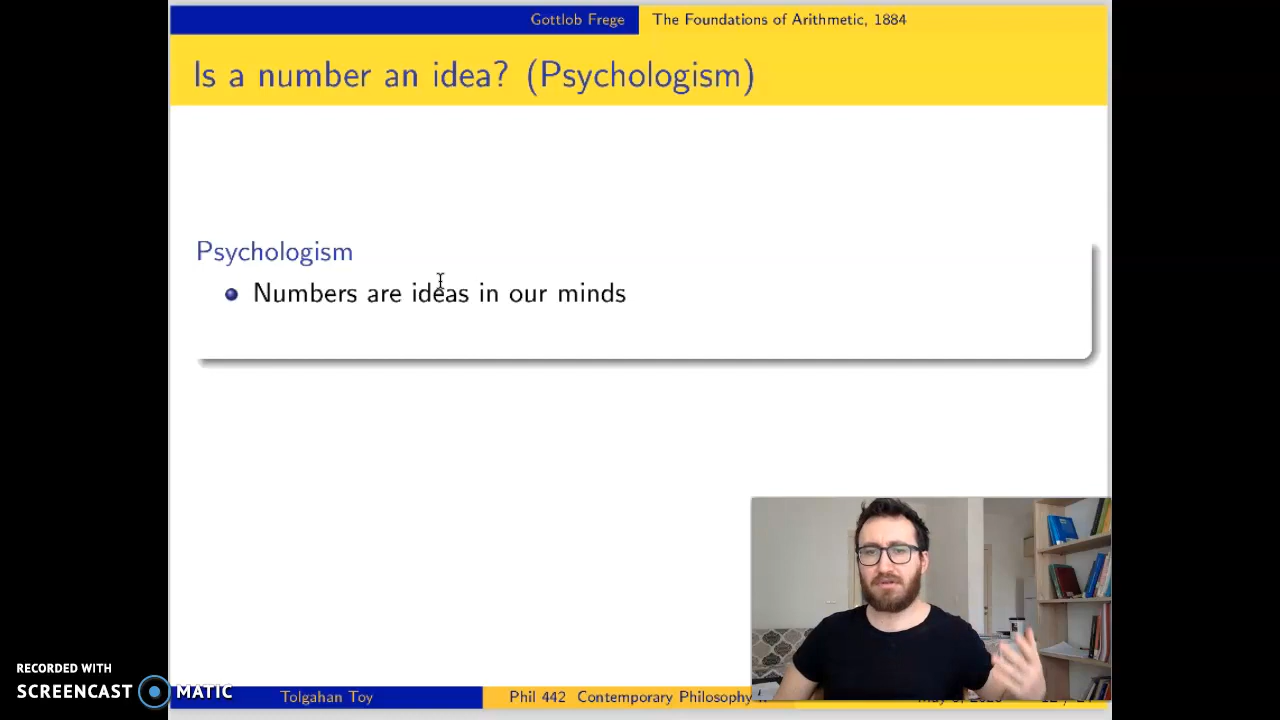 Gottlob Frege The Foundations of Arithmetic, 1884
Is a number an idea? (Psychologism)
Psychologism
Numbers are ideas in our minds
RECORDED WITH
SCREENCAST MATIC
Tolgahan Toy Phil 442 Contemporary Philosophy